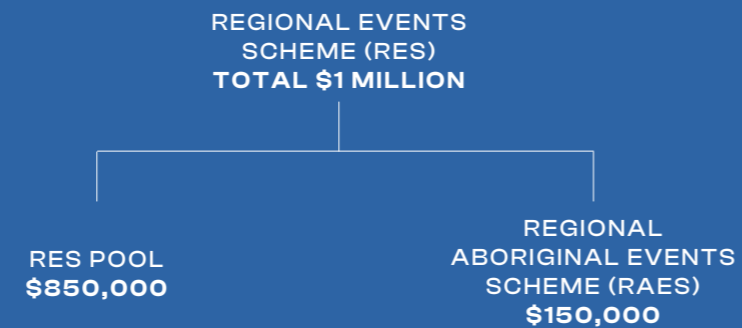 REGIONAL EVENTS
SCHEME (RES)
TOTAL $1 MILLION
RES POOL
$850,000
REGIONAL
ABORIGINAL EVENTS
SCHEME (RAES)
$150,000